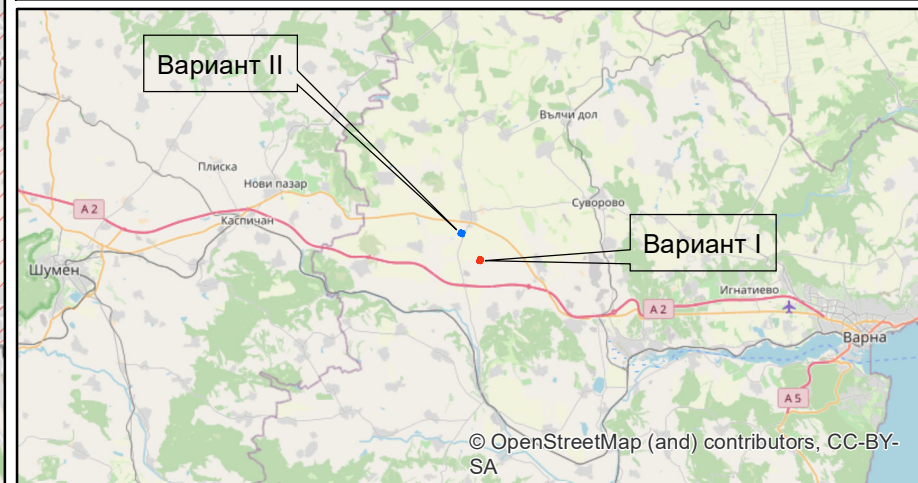 Вариант II
Вълчи дол
Плиска
Нови пазар
Суворово
A 2
Каспичан
Вариант I
Шумен
Игнатиево
A 2
Варна
A 5
© OpenStreetMap (and) contributors, CC-BY-
SA